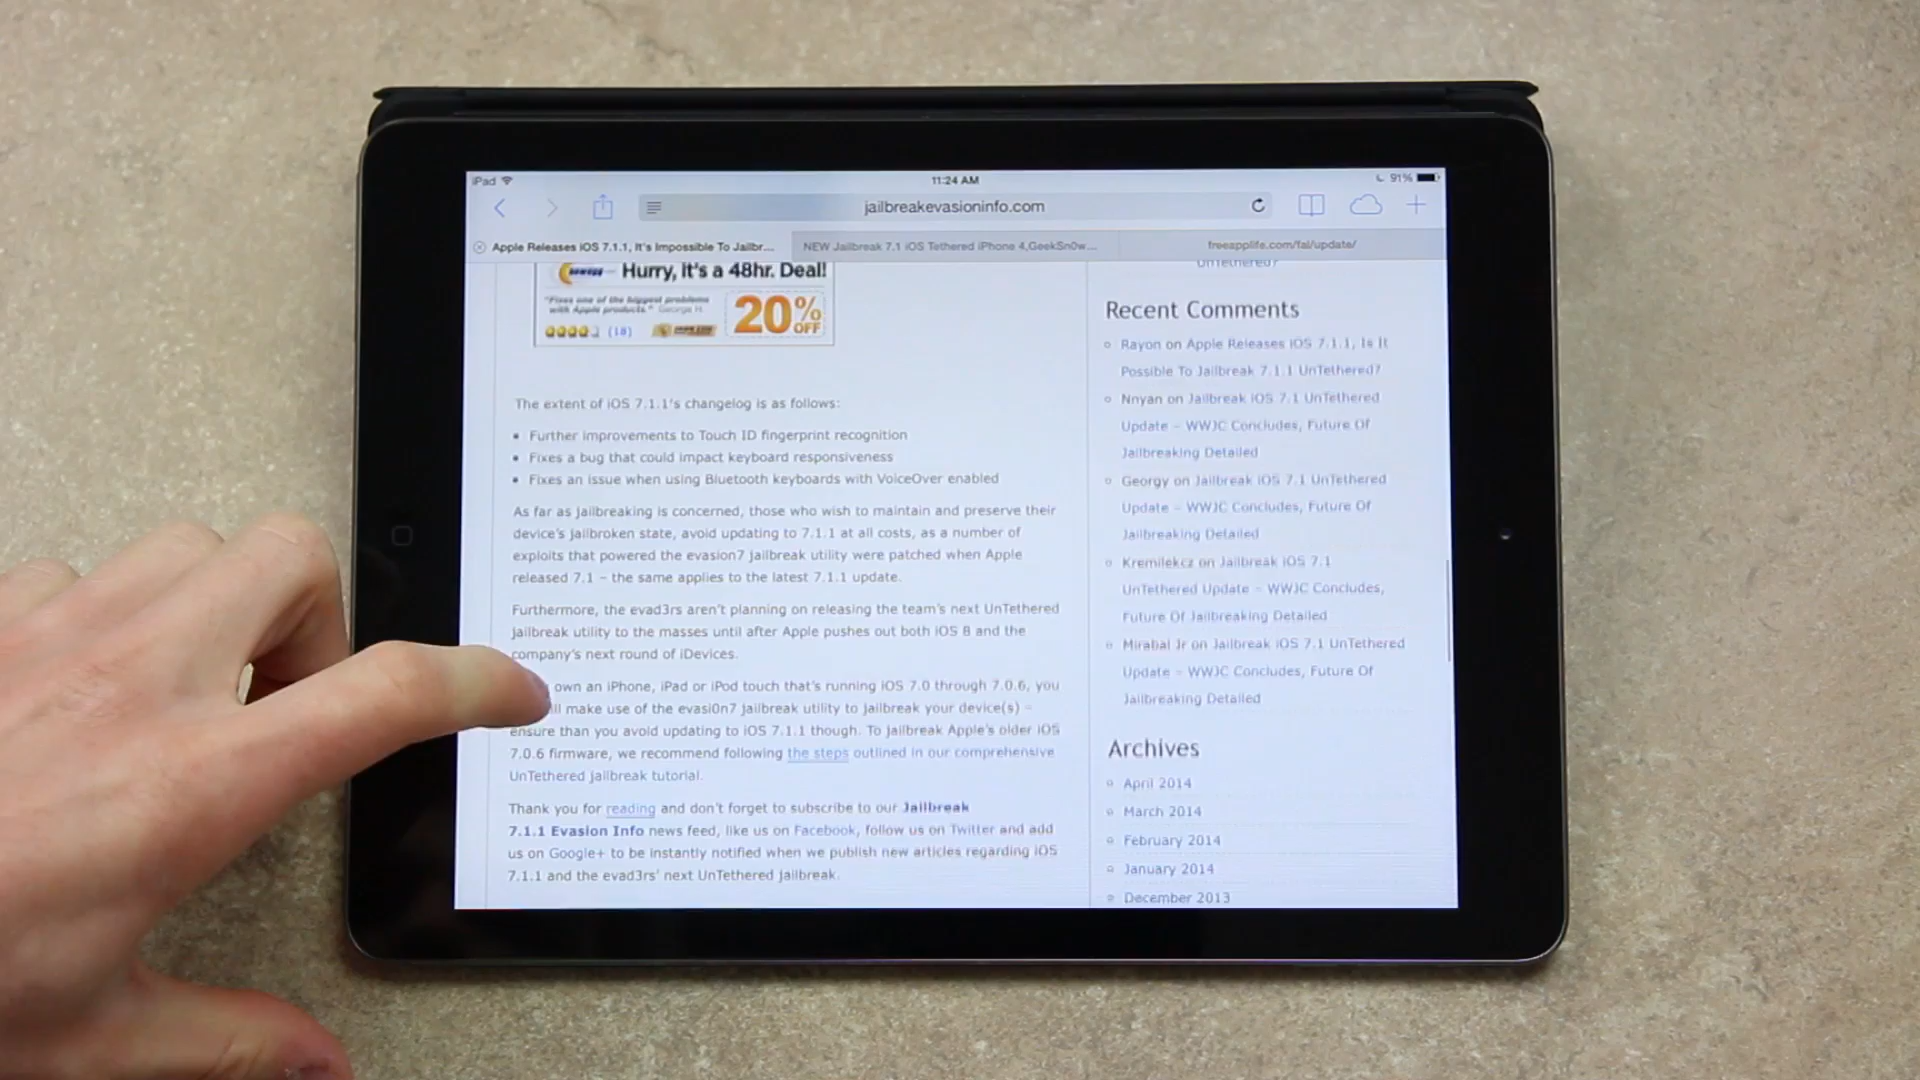 iPad
11:24 AM
91%
jailbreakevasioninfo.com
Apple Releases iOS 7.1.1, It's Impossible To Jailbr...
NEW Jailbreak 7.1 iOS Tethered iPhone 4,GeekSn0w...
freeapplife.com/fal/update/
Hurry, it's a 48hr. Deal!
"Fixes one of the biggest problems
with Apple products." George H.
20% OFF
(18)
The extent of iOS 7.1.1's changelog is as follows:
Further improvements to Touch ID fingerprint recognition
Fixes a bug that could impact keyboard responsiveness
Fixes an issue when using Bluetooth keyboards with VoiceOver enabled
As far as jailbreaking is concerned, those who wish to maintain and preserve their
device's jailbroken state, avoid updating to 7.1.1 at all costs, as a number of
exploits that powered the evasion7 jailbreak utility were patched when Apple
released 7.1 – the same applies to the latest 7.1.1 update.
Furthermore, the evad3rs aren't planning on releasing the team's next UnTethered
jailbreak utility to the masses until after Apple pushes out both iOS 8 and the
company's next round of iDevices.
own an iPhone, iPad or iPod touch that's running iOS 7.0 through 7.0.6, you
make use of the evasi0n7 jailbreak utility to jailbreak your device(s) –
ensure than you avoid updating to iOS 7.1.1 though. To jailbreak Apple's older iOS
7.0.6 firmware, we recommend following the steps outlined in our comprehensive
UnTethered jailbreak tutorial.
Thank you for reading and don't forget to subscribe to our Jailbreak
7.1.1 Evasion Info news feed, like us on Facebook, follow us on Twitter and add
us on Google+ to be instantly notified when we publish new articles regarding iOS
7.1.1 and the evad3rs' next UnTethered jailbreak.
UnTethered?
Recent Comments
Rayon on Apple Releases iOS 7.1.1, Is It
Possible To Jailbreak 7.1.1 UnTethered?
Nnyan on Jailbreak iOS 7.1 UnTethered
Update – WWJC Concludes, Future Of
Jailbreaking Detailed
Georgy on Jailbreak iOS 7.1 UnTethered
Update – WWJC Concludes, Future Of
Jailbreaking Detailed
Kremilekcz on Jailbreak iOS 7.1
UnTethered Update – WWJC Concludes,
Future Of Jailbreaking Detailed
Mirabal Jr on Jailbreak iOS 7.1 UnTethered
Update – WWJC Concludes, Future Of
Jailbreaking Detailed
Archives
April 2014
March 2014
February 2014
January 2014
December 2013